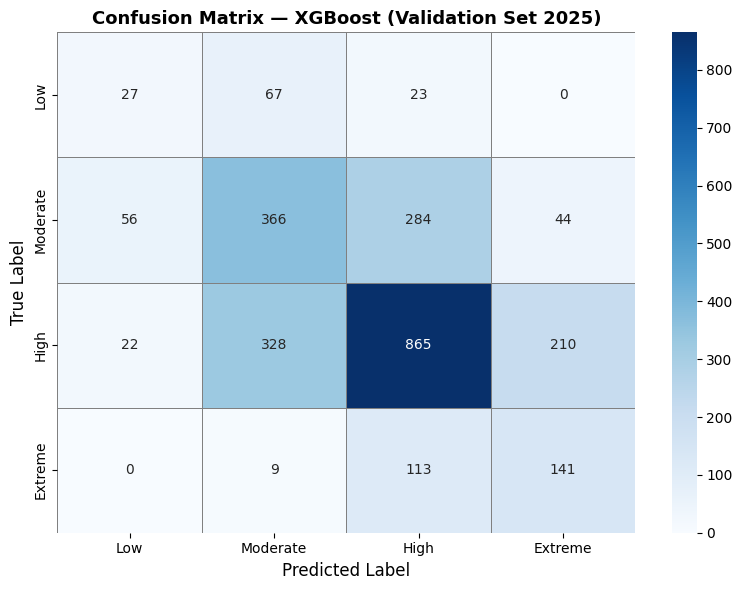 Confusion Matrix — XGBoost (Validation Set 2025)
True Label
Low 27 67 23 0
Moderate 56 366 284 44
High 22 328 865 210
Extreme 0 9 113 141
Low Moderate High Extreme
Predicted Label
800
700
600
500
400
300
200
100
0